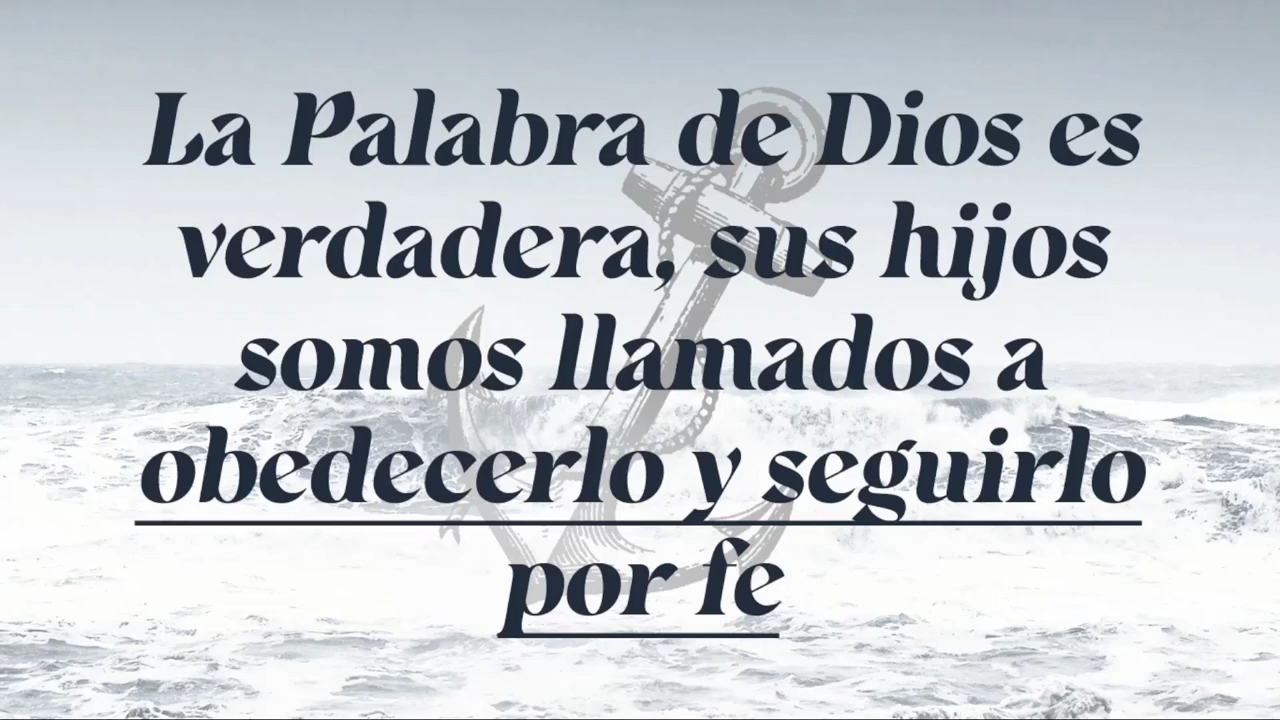 La Palabra de Dios es
verdadera, sus hijos
somos llamados a
obedecerlo y seguirlo
por fe